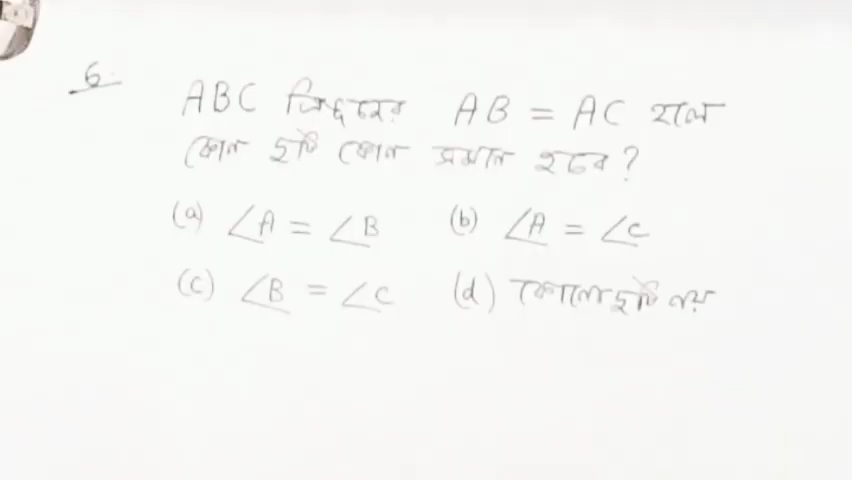 6.
ABC ত্রিভুজের AB = AC হলে
কোন দুটি কোন সমান হবে?
(a) ∠A = ∠B (b) ∠A = ∠C
(c) ∠B = ∠C (d) কোনো দুটি নয়